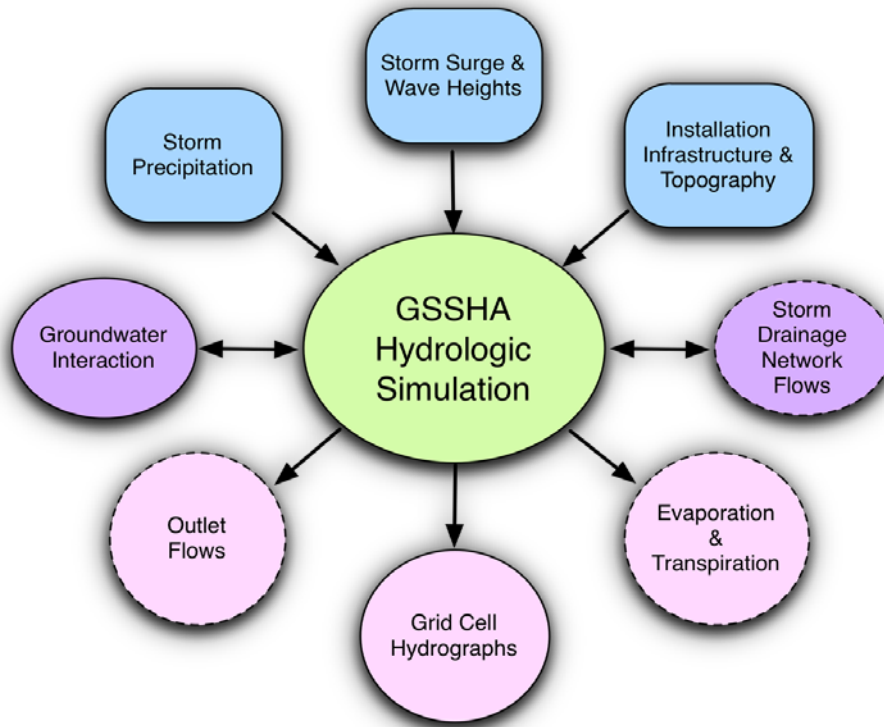 Storm Surge &
Wave Heights
Storm
Precipitation
Installation
Infrastructure &
Topography
GSSHA
Hydrologic
Simulation
Groundwater
Interaction
Storm
Drainage
Network
Flows
Outlet
Flows
Grid Cell
Hydrographs
Evaporation
&
Transpiration